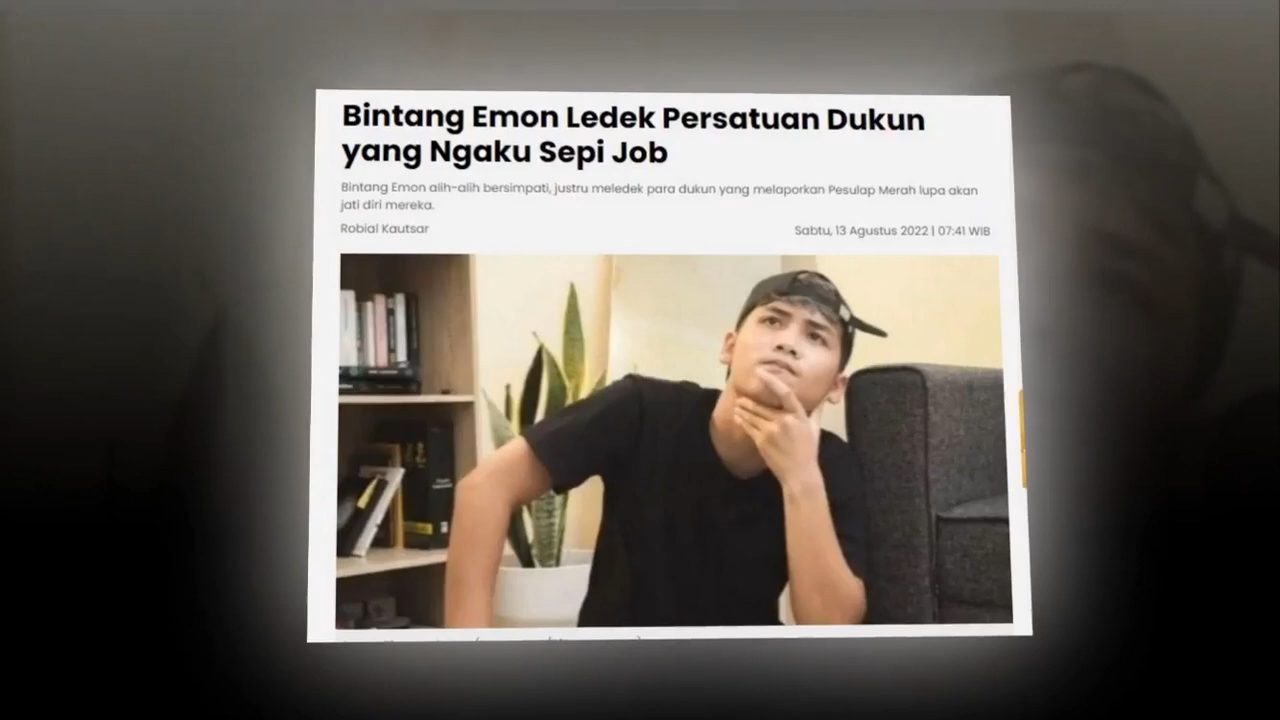 Bintang Emon Ledek Persatuan Dukun
yang Ngaku Sepi Job
Bintang Emon alih-alih bersimpati, justru meledek para dukun yang melaporkan Pesulap Merah lupa akan
jati diri mereka.
Robial Kautsar
Sabtu, 13 Agustus 2022 | 07:41 WIB